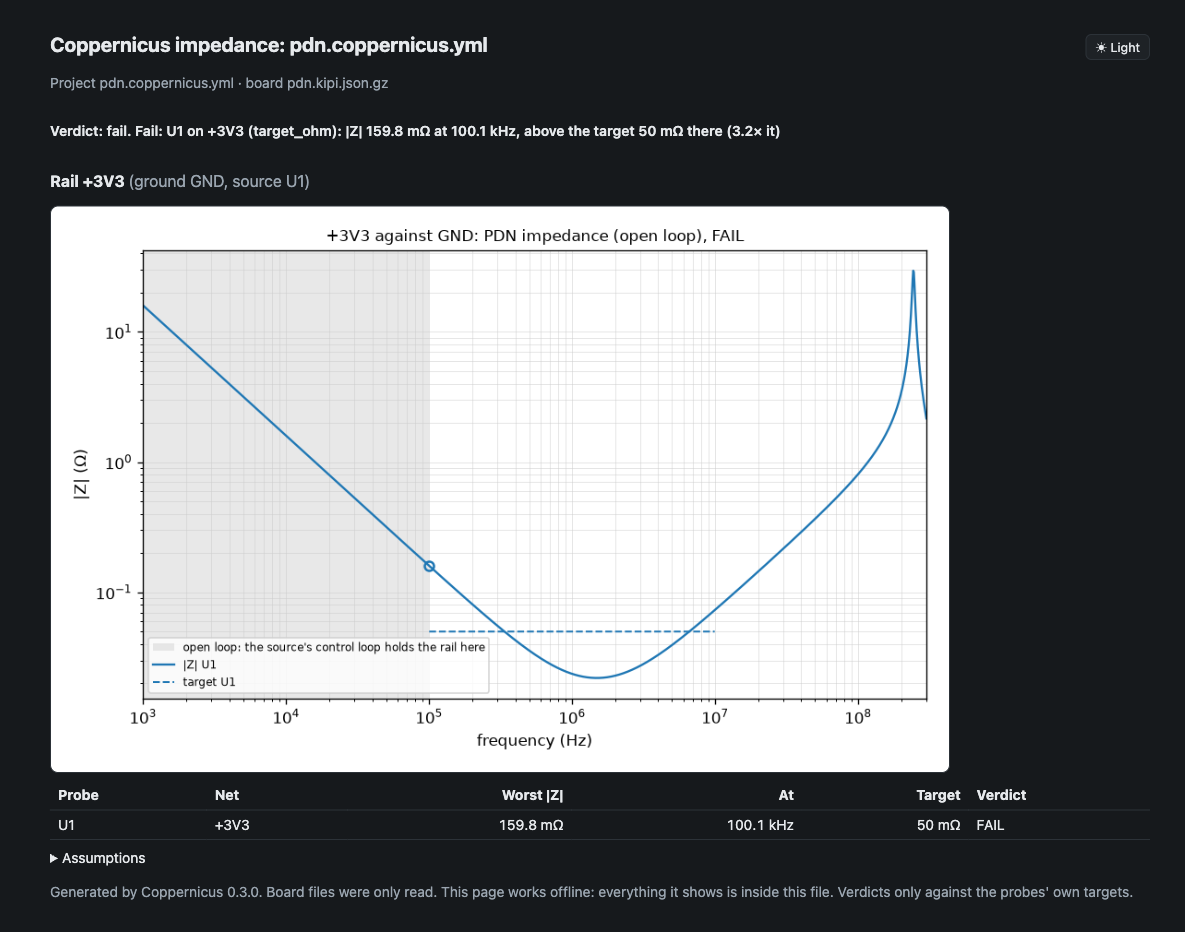 Coppernicus impedance: pdn.coppernicus.yml
☀ Light
Project pdn.coppernicus.yml · board pdn.kipi.json.gz
Verdict: fail. Fail: U1 on +3V3 (target_ohm): |Z| 159.8 mΩ at 100.1 kHz, above the target 50 mΩ there (3.2× it)
Rail +3V3 (ground GND, source U1)
+3V3 against GND: PDN impedance (open loop), FAIL
|Z| (Ω)
10¹
10⁰
10⁻¹
open loop: the source's control loop holds the rail here
|Z| U1
target U1
10³ 10⁴ 10⁵ 10⁶ 10⁷ 10⁸
frequency (Hz)
Probe Net Worst |Z| At Target Verdict
U1 +3V3 159.8 mΩ 100.1 kHz 50 mΩ FAIL
▶ Assumptions
Generated by Coppernicus 0.3.0. Board files were only read. This page works offline: everything it shows is inside this file. Verdicts only against the probes' own targets.